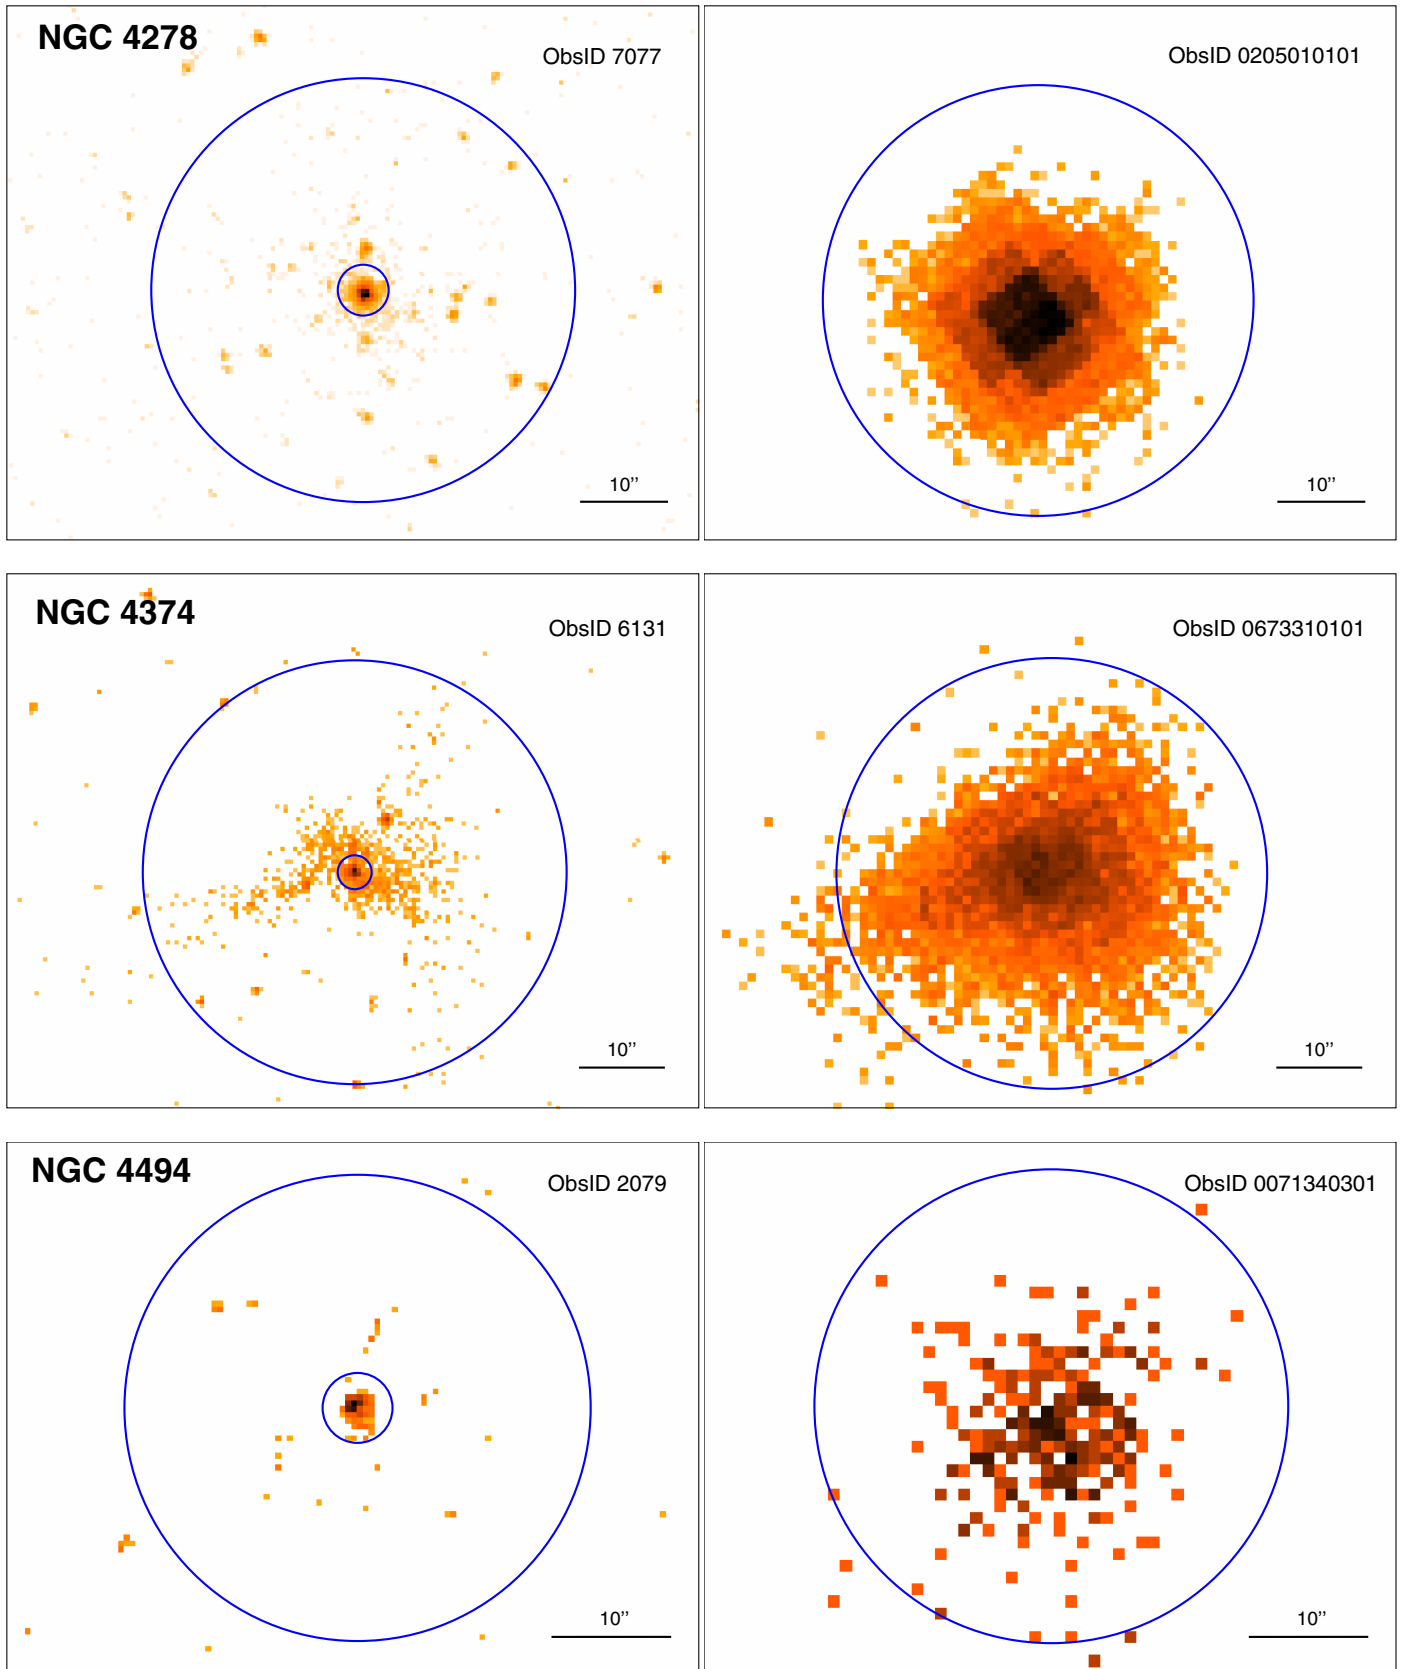 NGC 4278
ObsID 7077
10’’
ObsID 0205010101
10’’
NGC 4374
ObsID 6131
10’’
ObsID 0673310101
10’’
NGC 4494
ObsID 2079
10’’
ObsID 0071340301
10’’